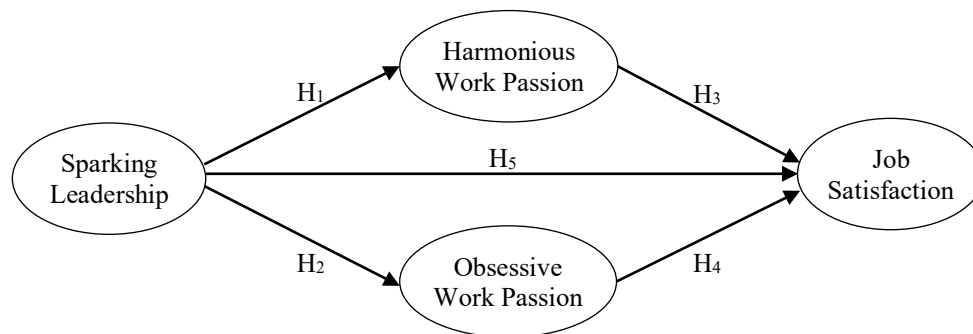 Harmonious
Work Passion
H1
H3
Sparking
Leadership
H5
Job
Satisfaction
H2
Obsessive
Work Passion
H4